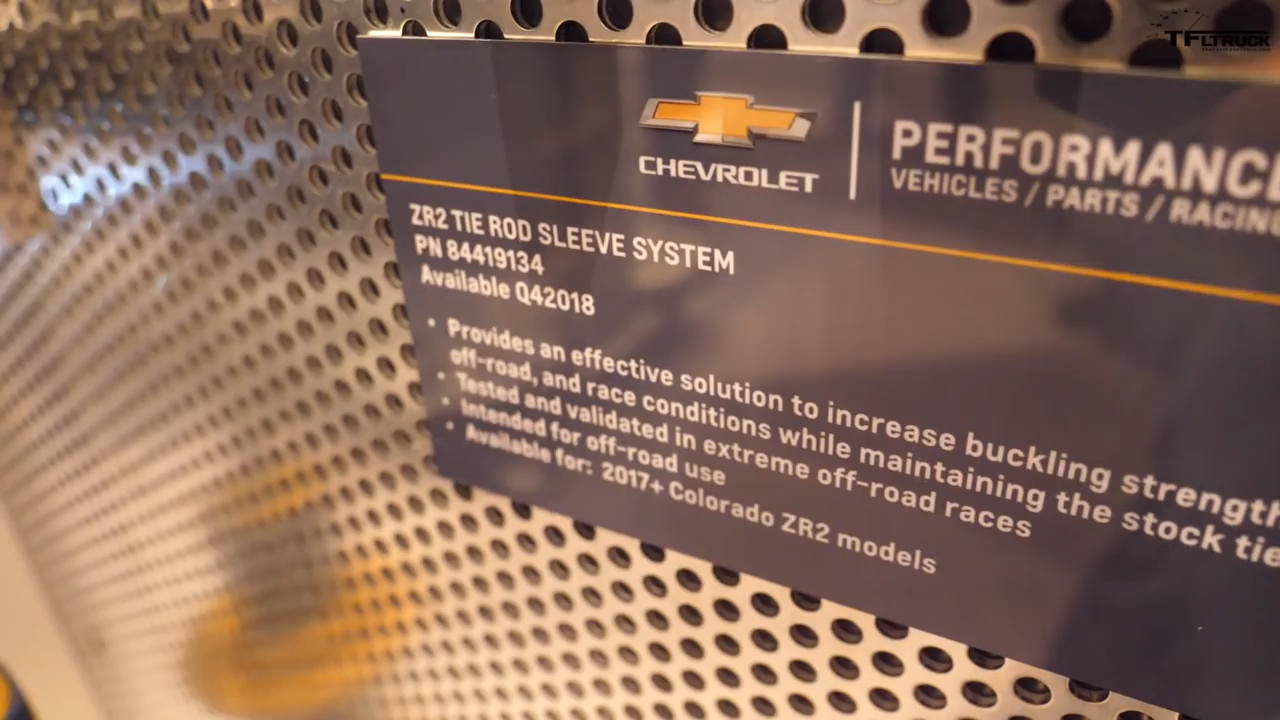 TFLTRUCK
CHEVROLET
PERFORMANCE
VEHICLES / PARTS / RACING
ZR2 TIE ROD SLEEVE SYSTEM
PN 84419134
Available Q42018
• Provides an effective solution to increase buckling strength
off-road, and race conditions while maintaining the stock tie
• Tested and validated in extreme off-road races
• Intended for off-road use
• Available for: 2017+ Colorado ZR2 models